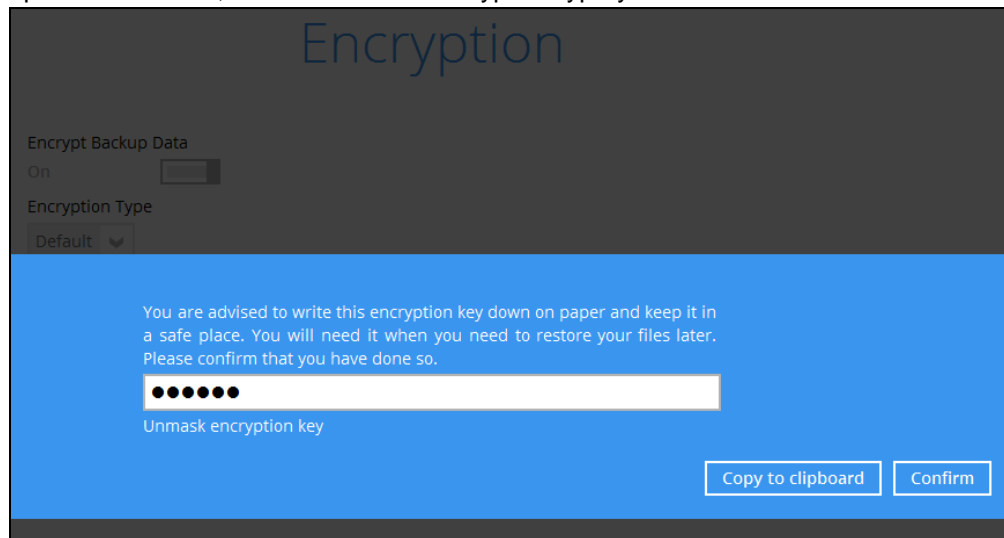 Encryption
Encrypt Backup Data
On
Encryption Type
Default
You are advised to write this encryption key down on paper and keep it in
a safe place. You will need it when you need to restore your files later.
Please confirm that you have done so.
●●●●●●
Unmask encryption key
Copy to clipboard Confirm